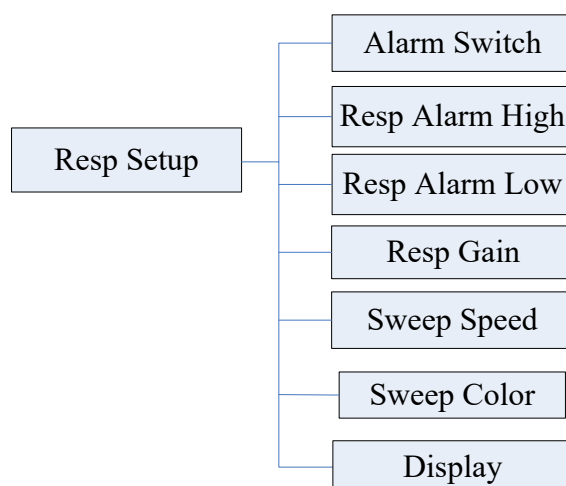 Alarm Switch
Resp Alarm High
Resp Setup
Resp Alarm Low
Resp Gain
Sweep Speed
Sweep Color
Display